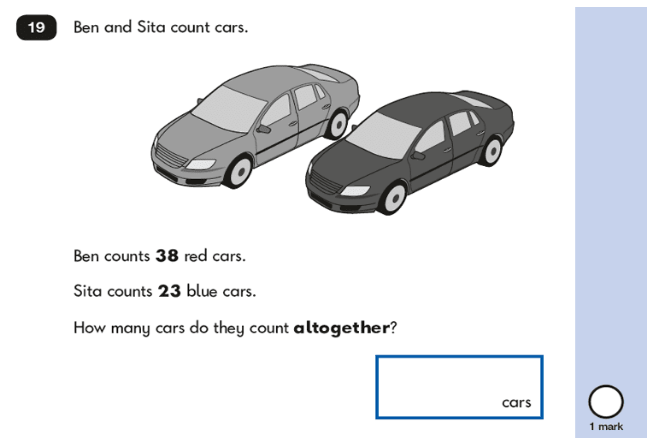 19 Ben and Sita count cars.
Ben counts 38 red cars.
Sita counts 23 blue cars.
How many cars do they count altogether?
cars
1 mark